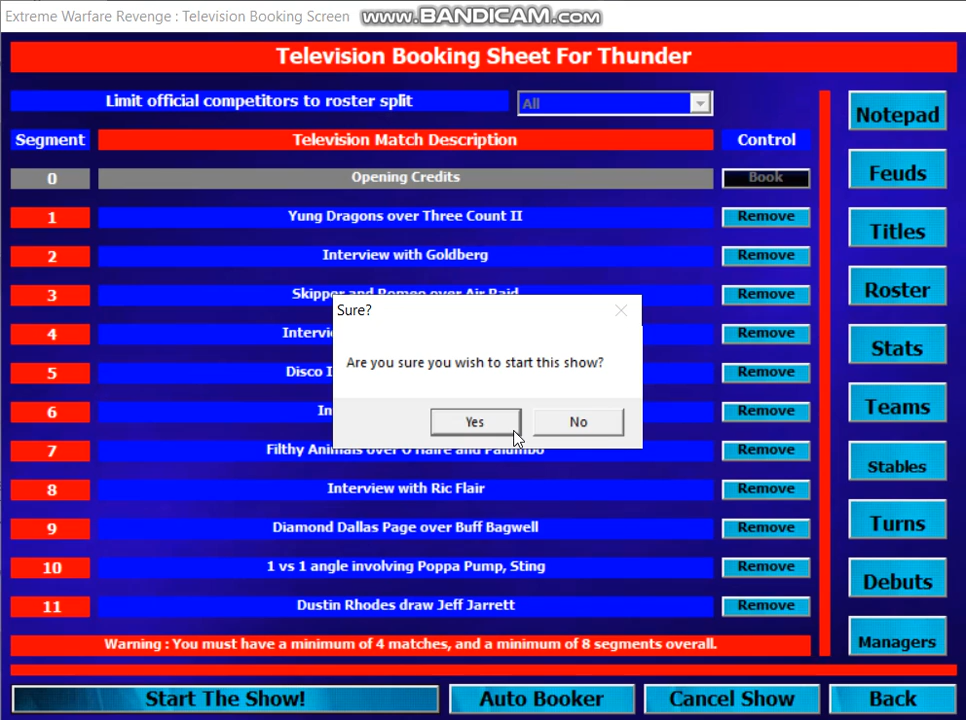 Extreme Warfare Revenge : Television Booking Screen
www.BANDICAM.com
Television Booking Sheet For Thunder
Limit official competitors to roster split
All
Notepad
Segment
Television Match Description
Control
0
Opening Credits
Book
Feuds
1
Yung Dragons over Three Count II
Remove
Titles
2
Interview with Goldberg
Remove
3
Skipper and Romeo over Air Raid
Remove
Roster
Sure?
Are you sure you wish to start this show?
Yes
No
4
Remove
Stats
5
Disco
Remove
6
Remove
Teams
7
Filthy Animals over O'Haire and Palumbo
Remove
Stables
8
Interview with Ric Flair
Remove
9
Diamond Dallas Page over Buff Bagwell
Remove
Turns
10
1 vs 1 angle involving Poppa Pump, Sting
Remove
Debuts
11
Dustin Rhodes draw Jeff Jarrett
Remove
Warning : You must have a minimum of 4 matches, and a minimum of 8 segments overall.
Managers
Start The Show!
Auto Booker
Cancel Show
Back